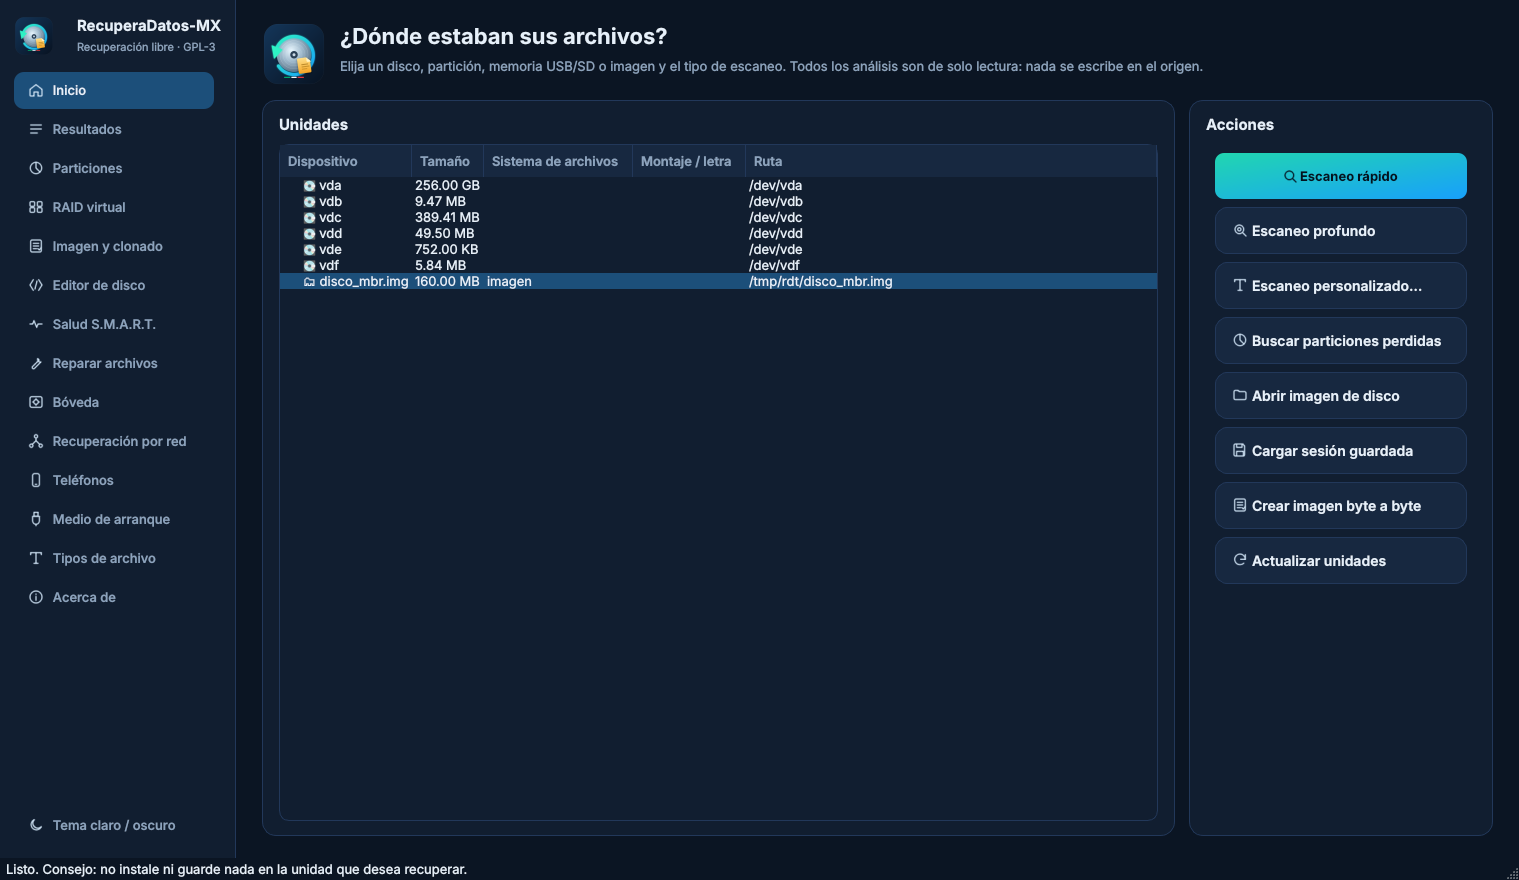 RecuperaDatos-MX
Recuperación libre · GPL-3
Inicio
Resultados
Particiones
RAID virtual
Imagen y clonado
Editor de disco
Salud S.M.A.R.T.
Reparar archivos
Bóveda
Recuperación por red
Teléfonos
Medio de arranque
Tipos de archivo
Acerca de
Tema claro / oscuro
¿Dónde estaban sus archivos?
Elija un disco, partición, memoria USB/SD o imagen y el tipo de escaneo. Todos los análisis son de solo lectura: nada se escribe en el origen.
Unidades
Dispositivo Tamaño Sistema de archivos Montaje / letra Ruta
vda 256.00 GB /dev/vda
vdb 9.47 MB /dev/vdb
vdc 389.41 MB /dev/vdc
vdd 49.50 MB /dev/vdd
vde 752.00 KB /dev/vde
vdf 5.84 MB /dev/vdf
disco_mbr.img 160.00 MB imagen /tmp/rdt/disco_mbr.img
Acciones
Escaneo rápido
Escaneo profundo
Escaneo personalizado...
Buscar particiones perdidas
Abrir imagen de disco
Cargar sesión guardada
Crear imagen byte a byte
Actualizar unidades
Listo. Consejo: no instale ni guarde nada en la unidad que desea recuperar.